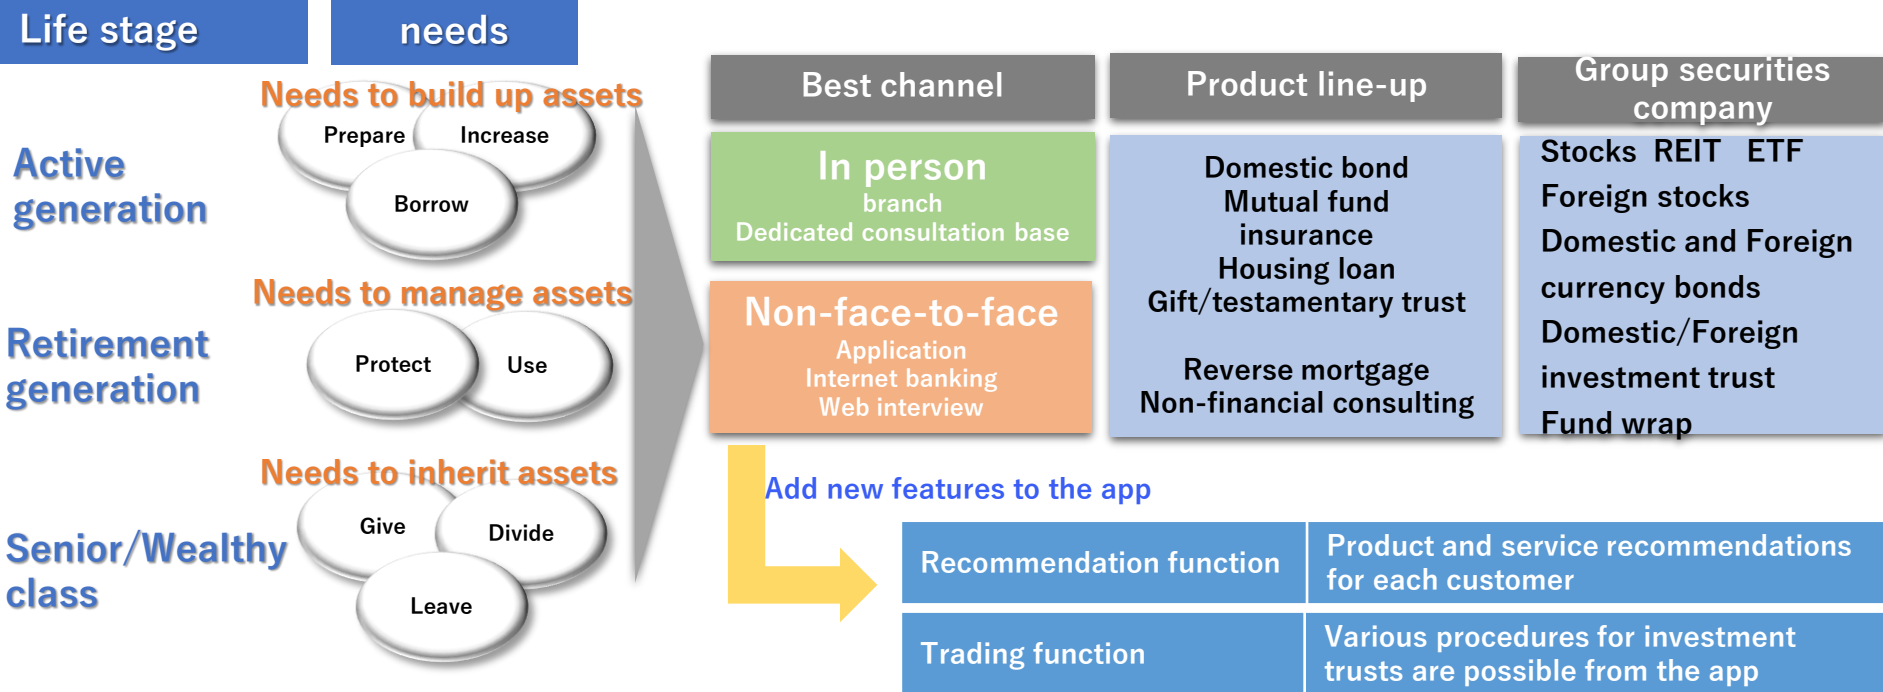 Life stage
needs
Active
generation
Needs to build up assets
Prepare
Increase
Borrow
Retirement
generation
Needs to manage assets
Protect
Use
Senior/Wealthy
class
Needs to inherit assets
Give
Divide
Leave
Best channel
In person
branch
Dedicated consultation base
Non-face-to-face
Application
Internet banking
Web interview
Product line-up
Domestic bond
Mutual fund
insurance
Housing loan
Gift/testamentary trust
Reverse mortgage
Non-financial consulting
Group securities
company
Stocks REIT ETF
Foreign stocks
Domestic and Foreign
currency bonds
Domestic/Foreign
investment trust
Fund wrap
Add new features to the app
Recommendation function
Product and service recommendations
for each customer
Trading function
Various procedures for investment
trusts are possible from the app